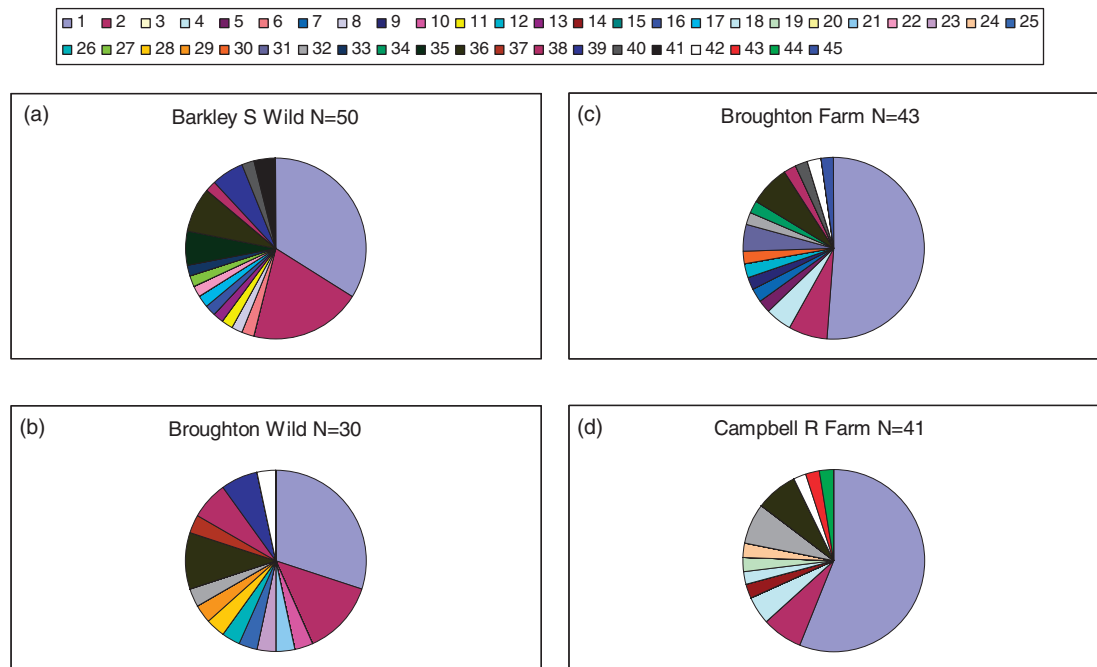 1 2 3 4 5 6 7 8 9 10 11 12 13 14 15 16 17 18 19 20 21 22 23 24 25
26 27 28 29 30 31 32 33 34 35 36 37 38 39 40 41 42 43 44 45
(a)
Barkley S Wild N=50
(c)
Broughton Farm N=43
(b)
Broughton Wild N=30
(d)
Campbell R Farm N=41